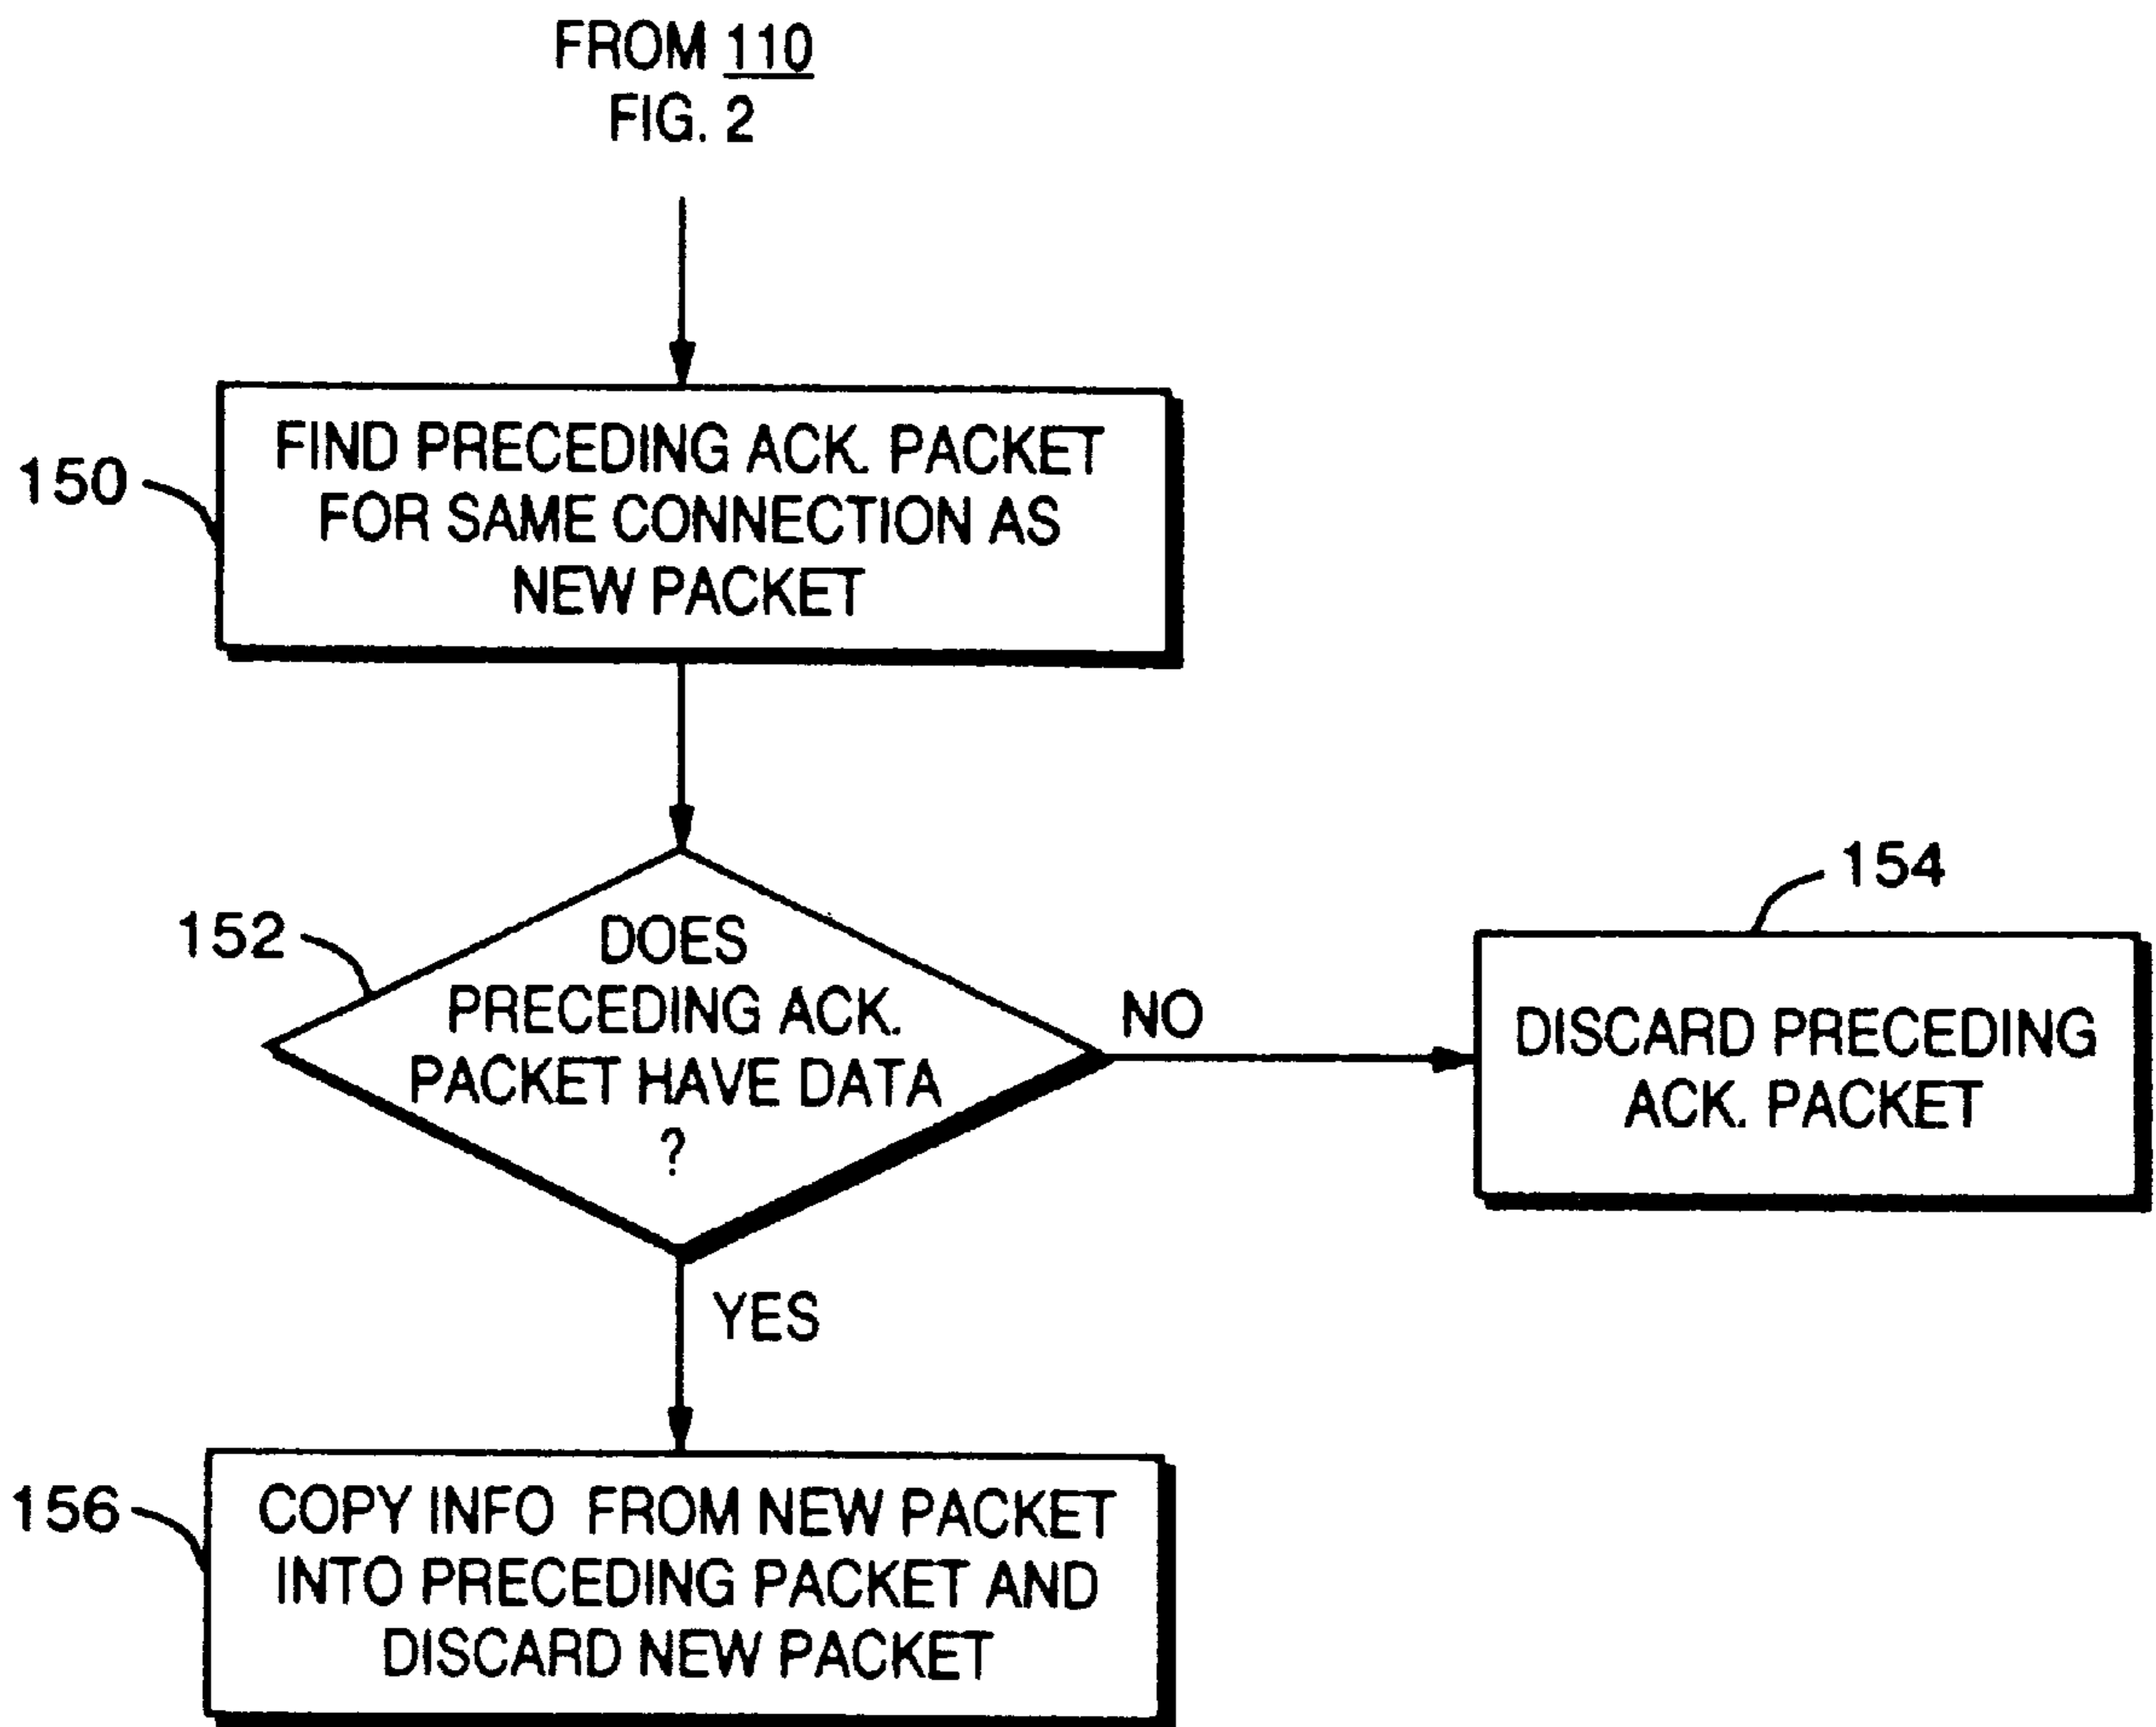 FROM 110
FIG. 2
150
FIND PRECEDING ACK. PACKET
FOR SAME CONNECTION AS
NEW PACKET
152
DOES
PRECEDING ACK.
PACKET HAVE DATA
?
NO
154
DISCARD PRECEDING
ACK. PACKET
YES
156
COPY INFO FROM NEW PACKET
INTO PRECEDING PACKET AND
DISCARD NEW PACKET